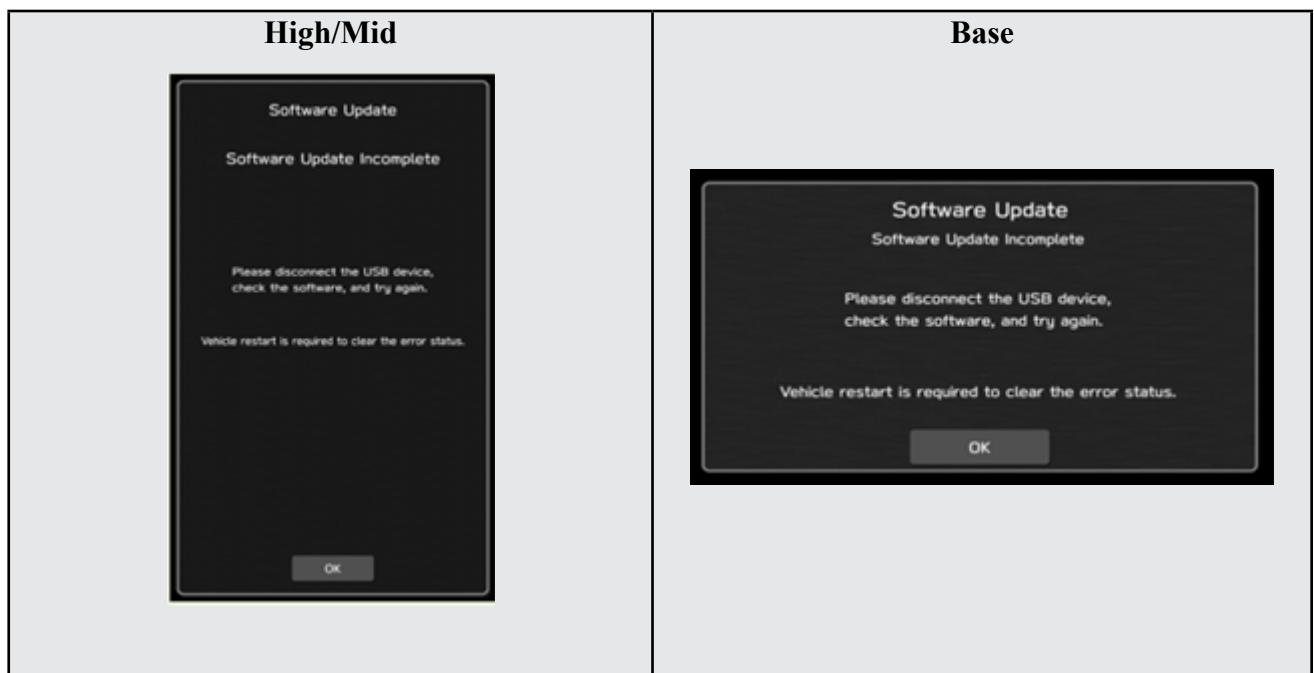 High/Mid
Software Update
Software Update Incomplete
Please disconnect the USB device,
check the software, and try again.
Vehicle restart is required to clear the error status.
OK
Base
Software Update
Software Update Incomplete
Please disconnect the USB device,
check the software, and try again.
Vehicle restart is required to clear the error status.
OK